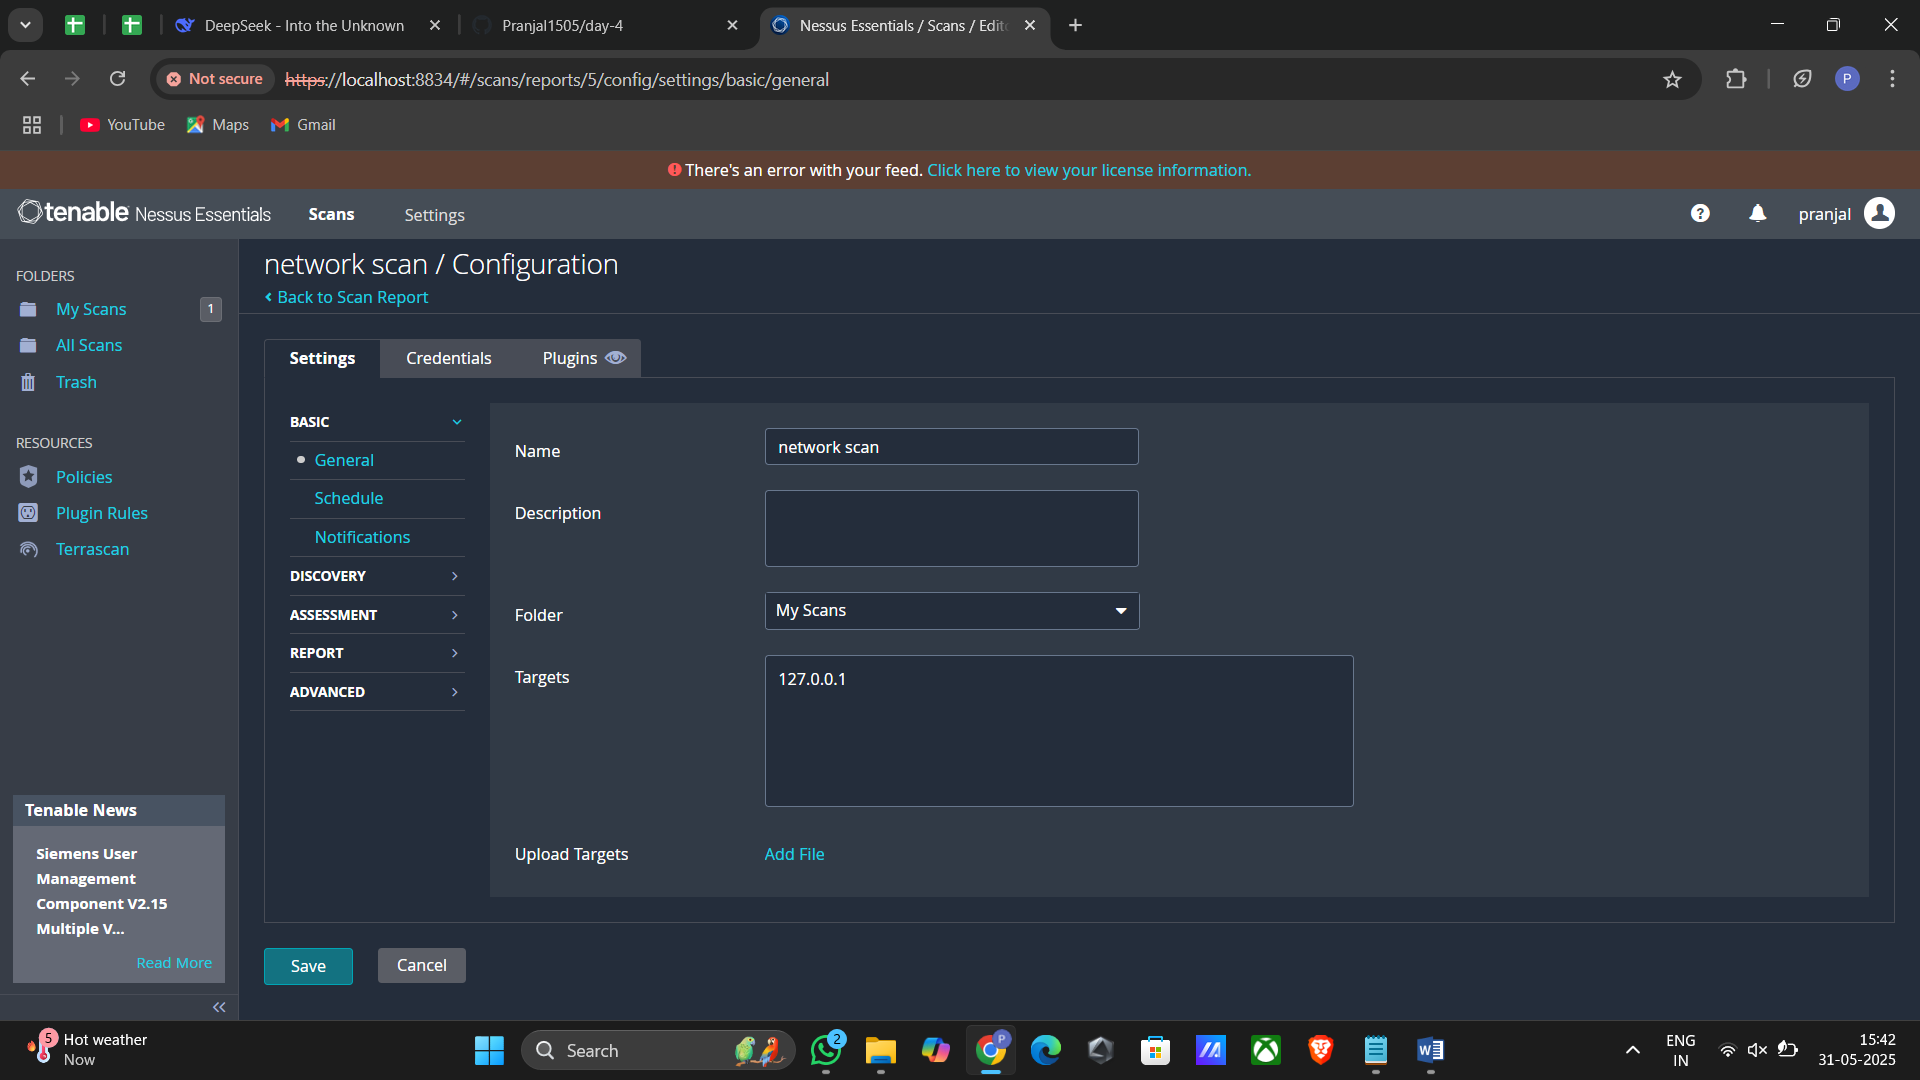 DeepSeek - Into the Unknown
Pranjal1505/day-4
Nessus Essentials / Scans / Edit
Not secure
https://localhost:8834/#/scans/reports/5/config/settings/basic/general
P
YouTube
Maps
Gmail
There's an error with your feed. Click here to view your license information.
tenable Nessus Essentials
Scans
Settings
pranjal
network scan / Configuration
Back to Scan Report
FOLDERS
My Scans
1
All Scans
Trash
RESOURCES
Policies
Plugin Rules
Terrascan
Settings
Credentials
Plugins
BASIC
General
Schedule
Notifications
DISCOVERY
ASSESSMENT
REPORT
ADVANCED
Name
network scan
Description
Folder
My Scans
Targets
127.0.0.1
Upload Targets
Add File
Save
Cancel
Tenable News
Siemens User
Management
Component V2.15
Multiple V...
Read More
5
Hot weather
Now
Search
2
P
ENG
IN
15:42
31-05-2025